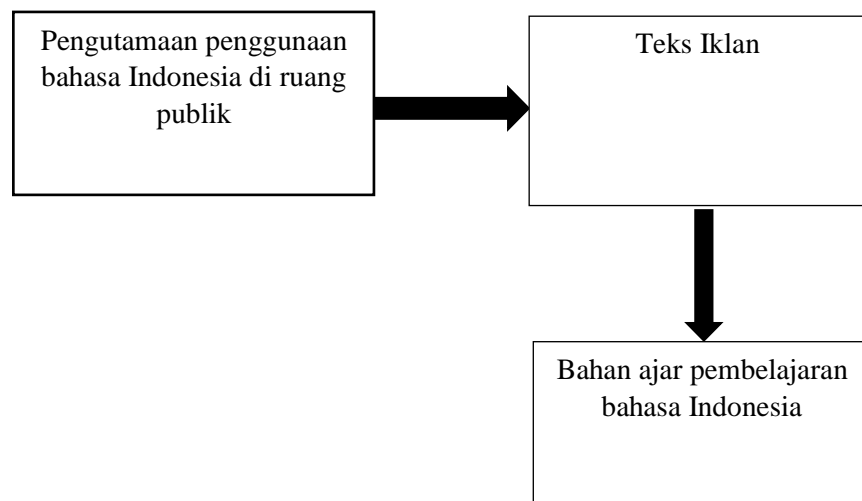 Pengutamaan penggunaan
bahasa Indonesia di ruang
publik
Teks Iklan
Bahan ajar pembelajaran
bahasa Indonesia